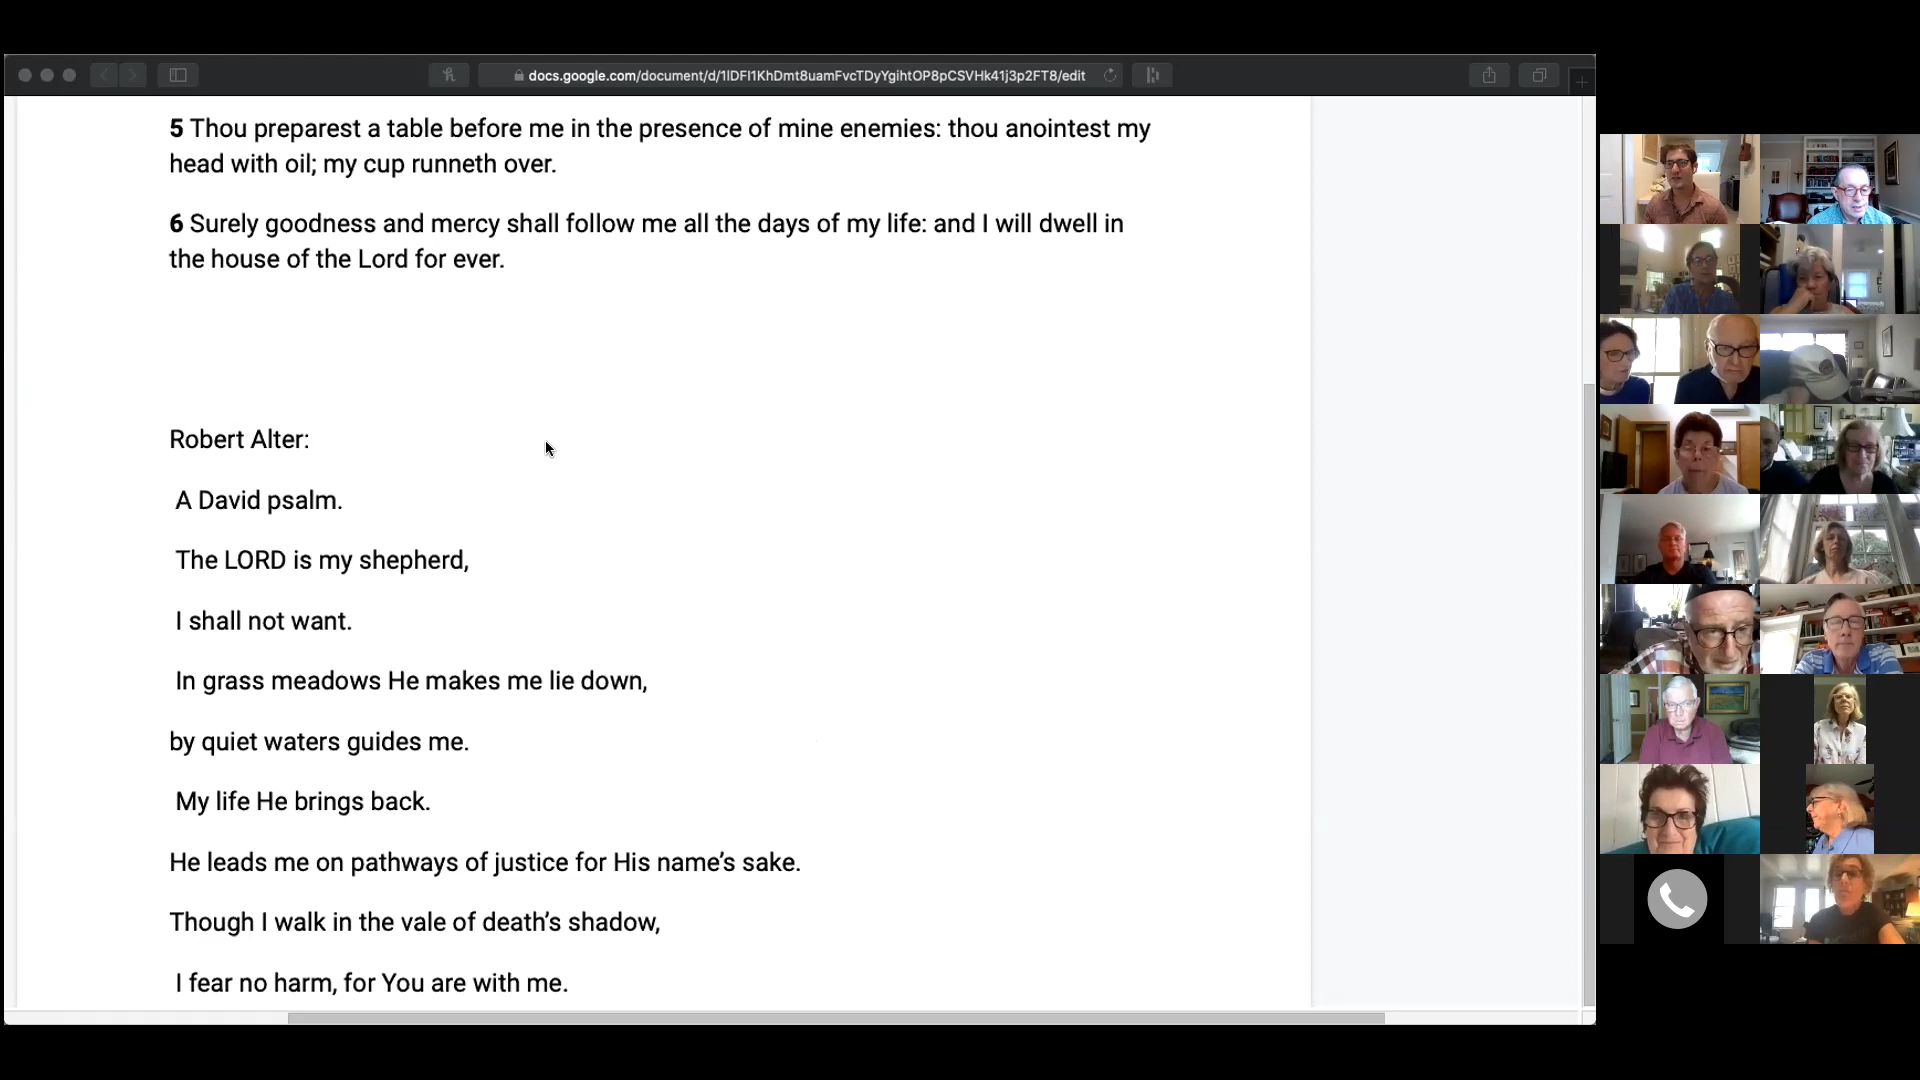 docs.google.com/document/d/1lDFI1KhDmt8uamFvcTDyYgihtOP8pCSVHk41j3p2FT8/edit
5 Thou preparest a table before me in the presence of mine enemies: thou anointest my
head with oil; my cup runneth over.
6 Surely goodness and mercy shall follow me all the days of my life: and I will dwell in
the house of the Lord for ever.
Robert Alter:
A David psalm.
The LORD is my shepherd,
I shall not want.
In grass meadows He makes me lie down,
by quiet waters guides me.
My life He brings back.
He leads me on pathways of justice for His name’s sake.
Though I walk in the vale of death’s shadow,
I fear no harm, for You are with me.